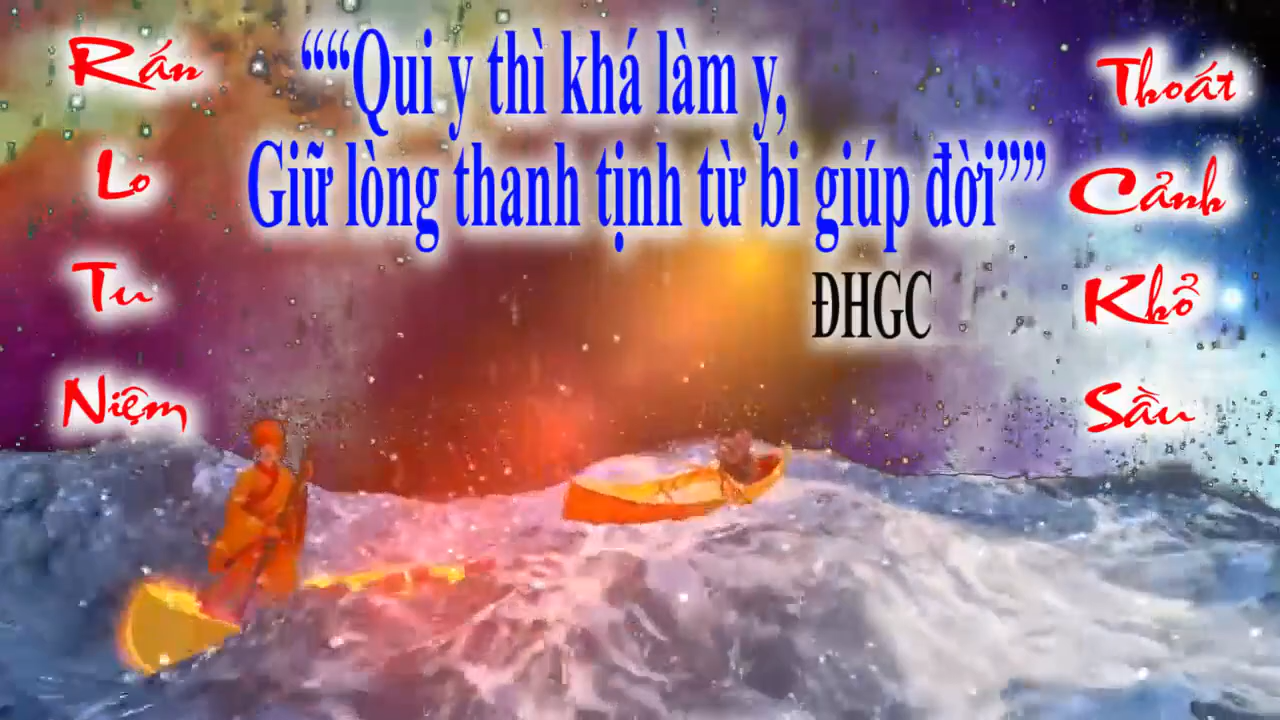 Rán
Lo
Tu
Niệm
““Qui y thì khá làm y,
Giữ lòng thanh tịnh từ bi giúp đời””
ĐHGC
Thoát
Cảnh
Khổ
Sầu